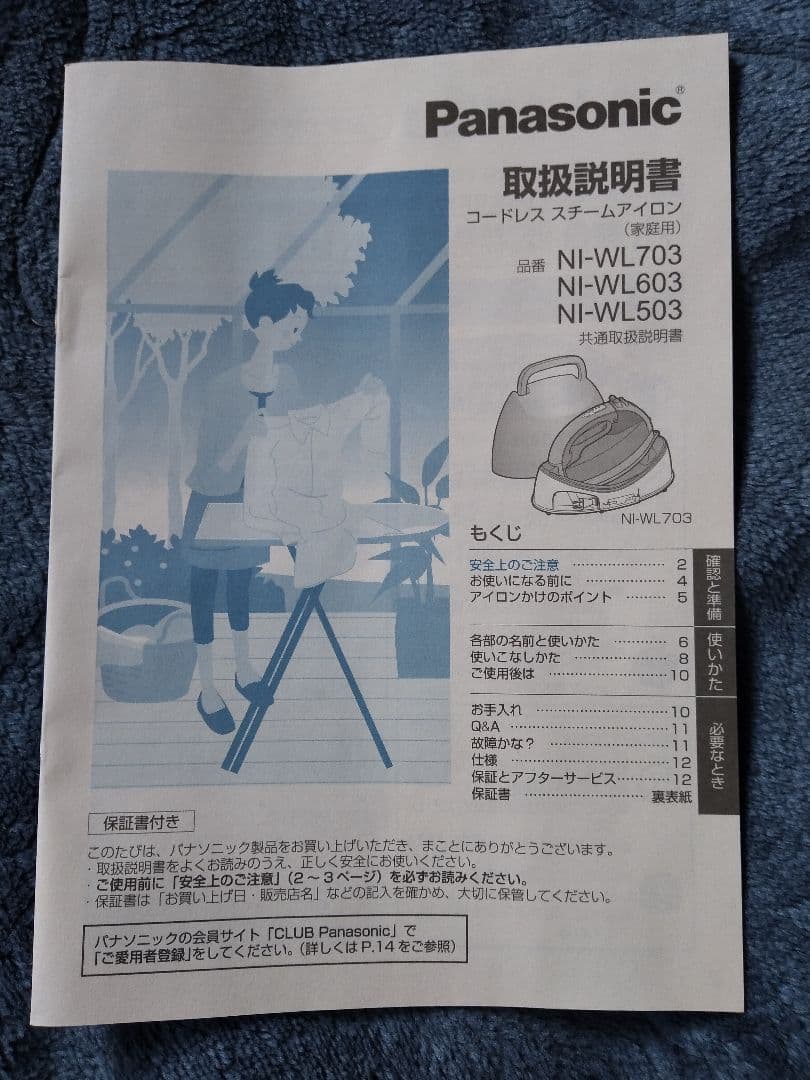 Panasonic®
取扱説明書
コードレス スチームアイロン
(家庭用)
品番 NI-WL703
NI-WL603
NI-WL503
共通取扱説明書
NI-WL703
もくじ
安全上のご注意 ・・・・・・・・・・・・・・・・・・ 2
お使いになる前に ・・・・・・・・・・・・・・・ 4
アイロンかけのポイント ・・・・・・・・・ 5
確認と準備
各部の名前と使いかた ・・・・・・・・・・・・ 6
使いこなしかた ・・・・・・・・・・・・・・・・・・ 8
ご使用後は ・・・・・・・・・・・・・・・・・・・・・ 10
使いかた
お手入れ ・・・・・・・・・・・・・・・・・・・・・・・・ 10
Q&A ・・・・・・・・・・・・・・・・・・・・・・・・・・・ 11
故障かな? ・・・・・・・・・・・・・・・・・・・・・ 11
仕様 ・・・・・・・・・・・・・・・・・・・・・・・・・・・ 12
保証とアフターサービス・・・・・・・・・ 12
保証書 ・・・・・・・・・・・・・・・・・・・・・ 裏表紙
必要なとき
保証書付き
このたびは、パナソニック製品をお買い上げいただき、まことにありがとうございます。
・取扱説明書をよくお読みのうえ、正しく安全にお使いください。
・ご使用前に「安全上のご注意」(2〜3ページ)を必ずお読みください。
・保証書は「お買い上げ日・販売店名」などの記入を確かめ、大切に保管してください。
パナソニックの会員サイト「CLUB Panasonic」で
「ご愛用者登録」をしてください。(詳しくは P.14 をご参照)